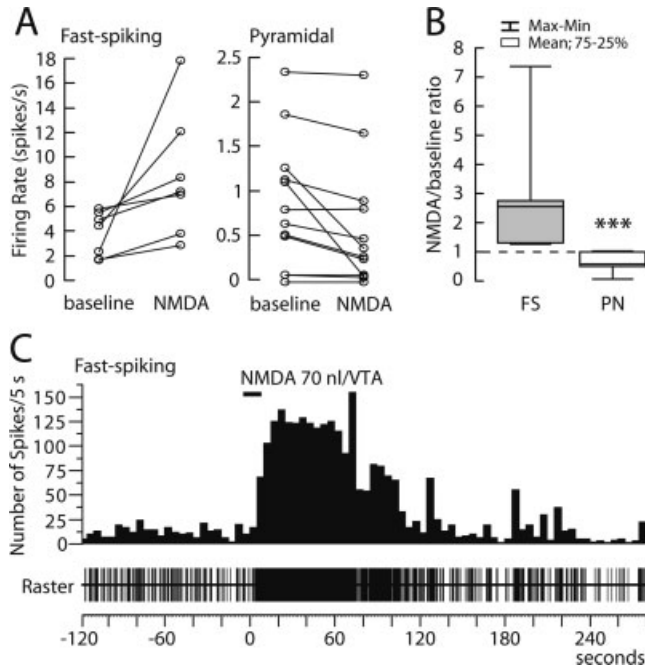 A
Fast-spiking
Pyramidal
Firing Rate (spikes/s)
18
16
14
12
10
8
6
4
2
0
baseline NMDA
2.5
2
1.5
1
0.5
0
baseline NMDA
B
Max-Min
Mean; 75-25%
NMDA/baseline ratio
8
7
6
5
4
3
2
1
0
***
FS PN
C
Fast-spiking
NMDA 70 nl/VTA
Number of Spikes/5 s
150
125
100
75
50
25
0
Raster
-120 -60 0 60 120 180 240
seconds